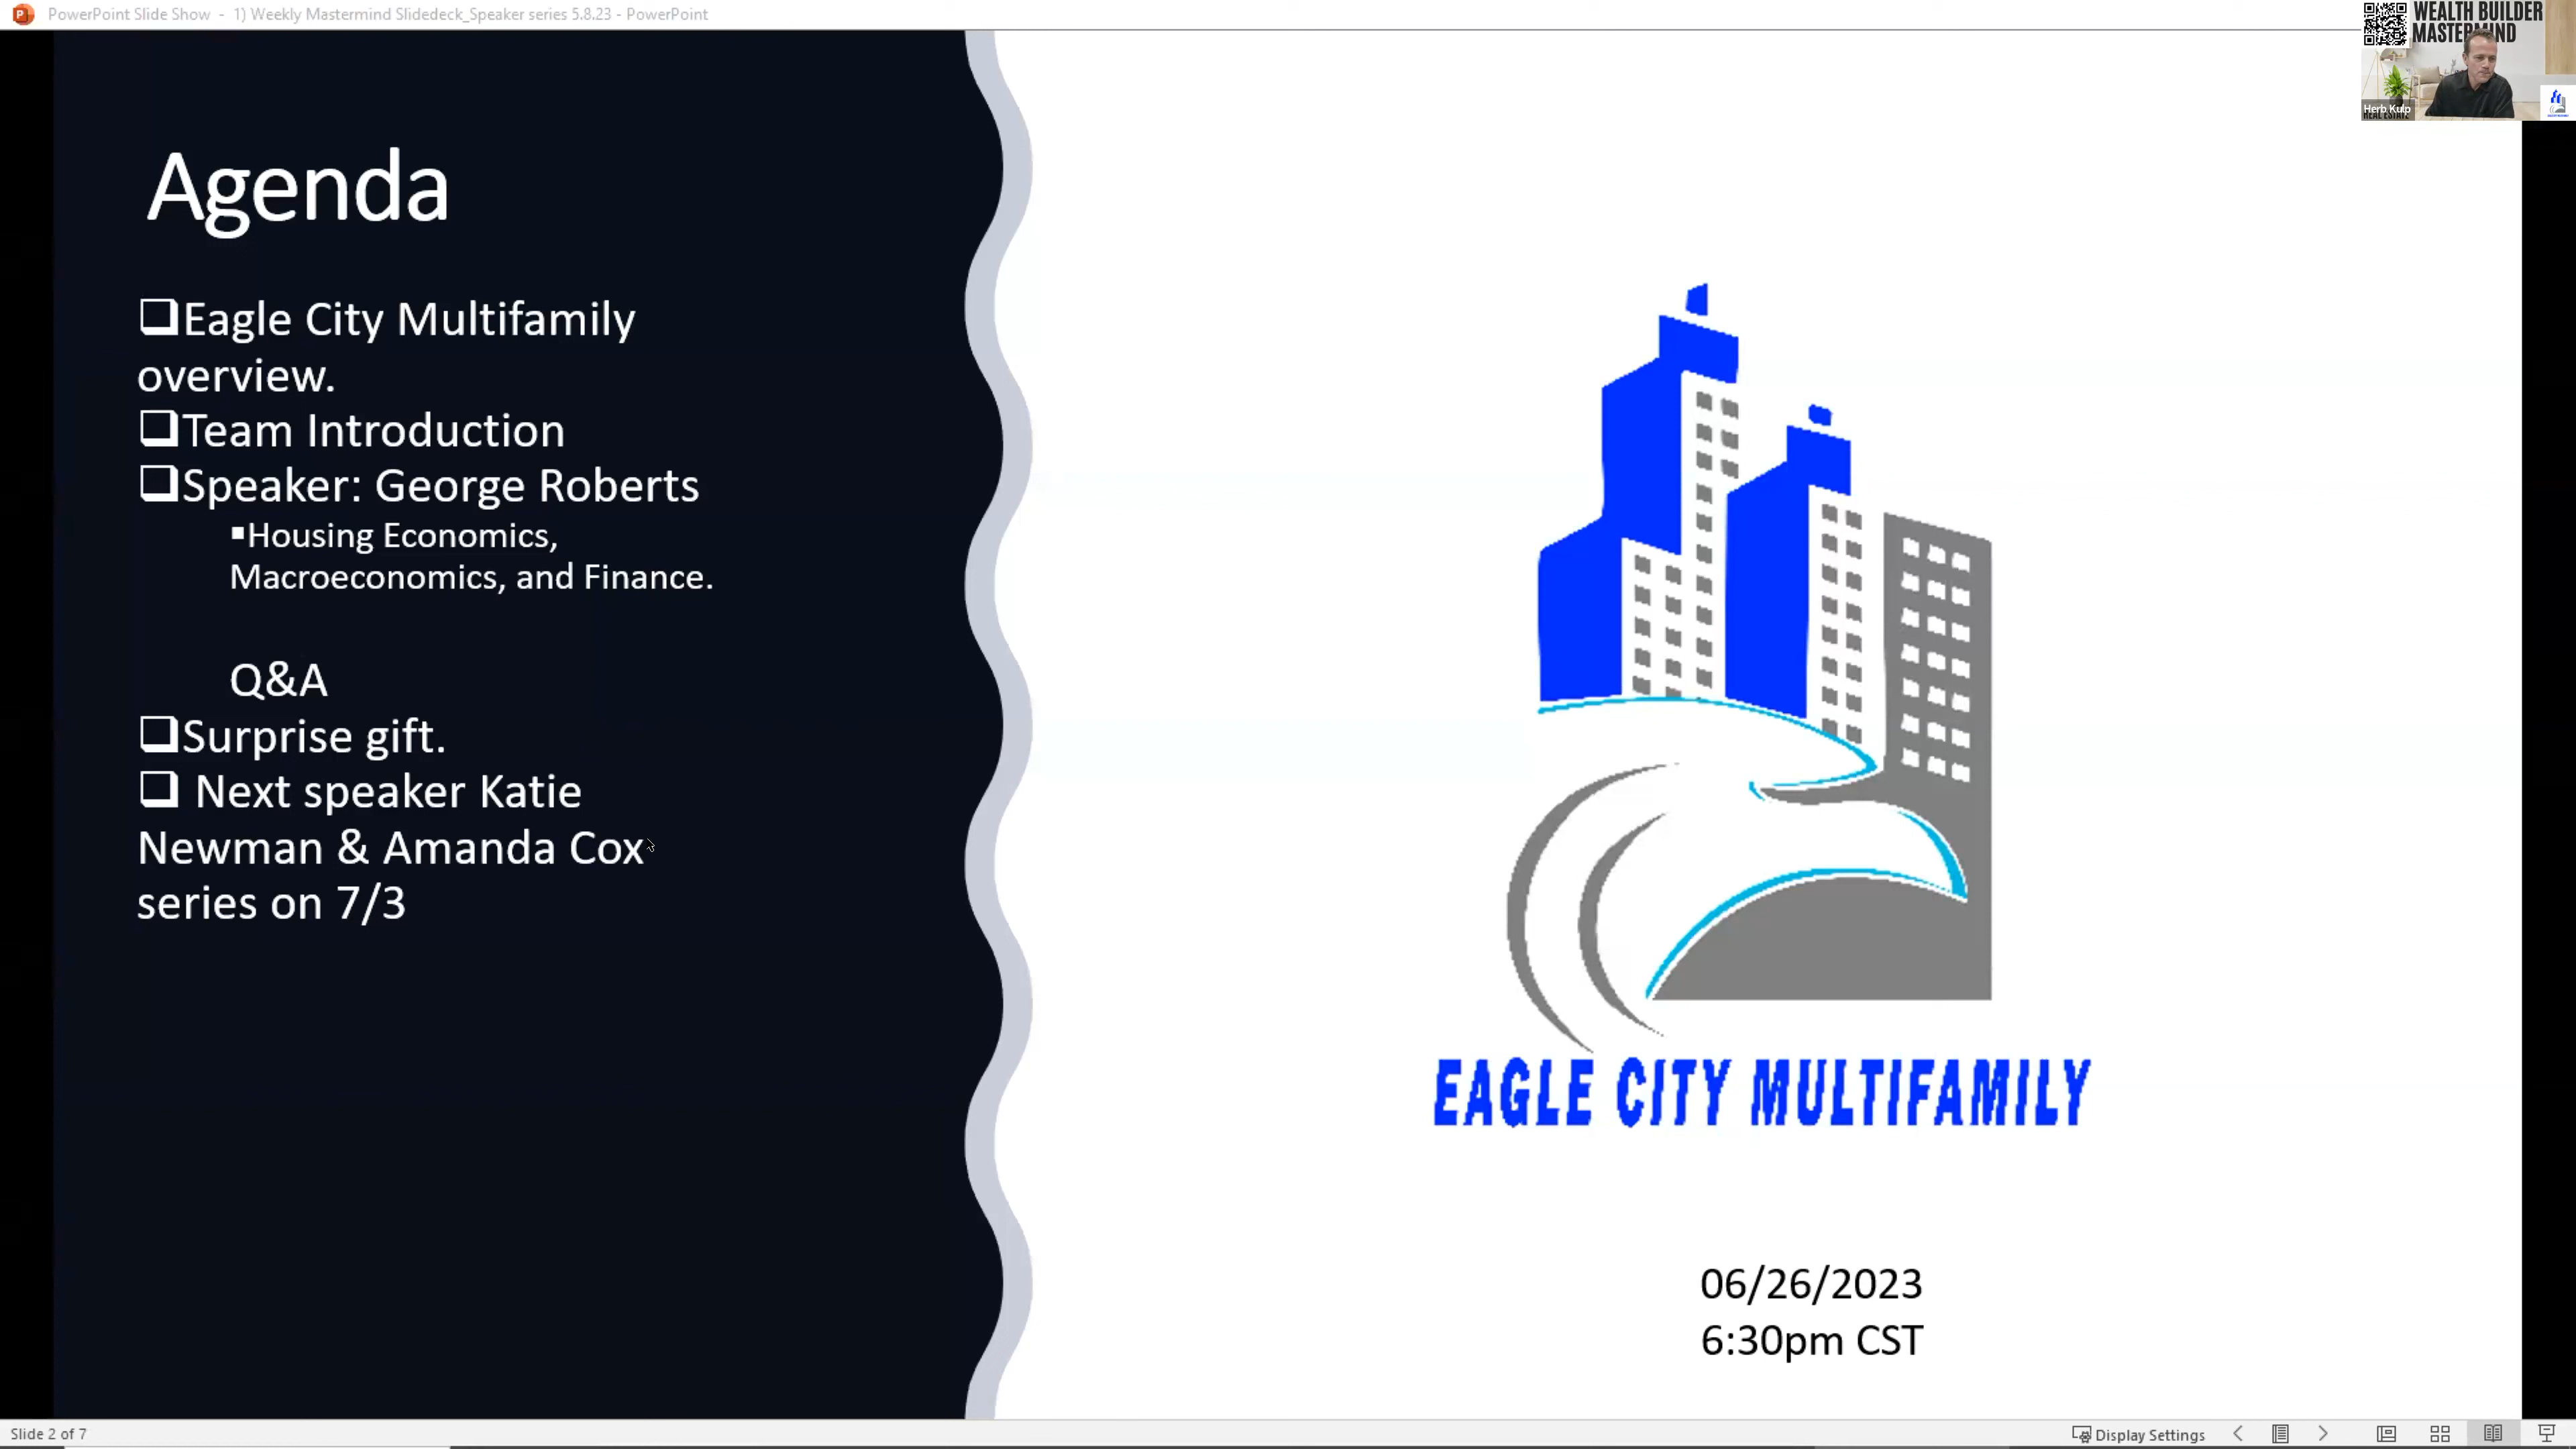 PowerPoint Slide Show - 1) Weekly Mastermind Slidedeck_Speaker series 5.8.23 - PowerPoint
WEALTH BUILDER
MASTERMIND
Herb Kulp
REAL ESTATE
Agenda
Eagle City Multifamily
overview.
Team Introduction
Speaker: George Roberts
Housing Economics,
Macroeconomics, and Finance.
Q&A
Surprise gift.
Next speaker Katie
Newman & Amanda Cox
series on 7/3
EAGLE CITY MULTIFAMILY
06/26/2023
6:30pm CST
Slide 2 of 7
Display Settings